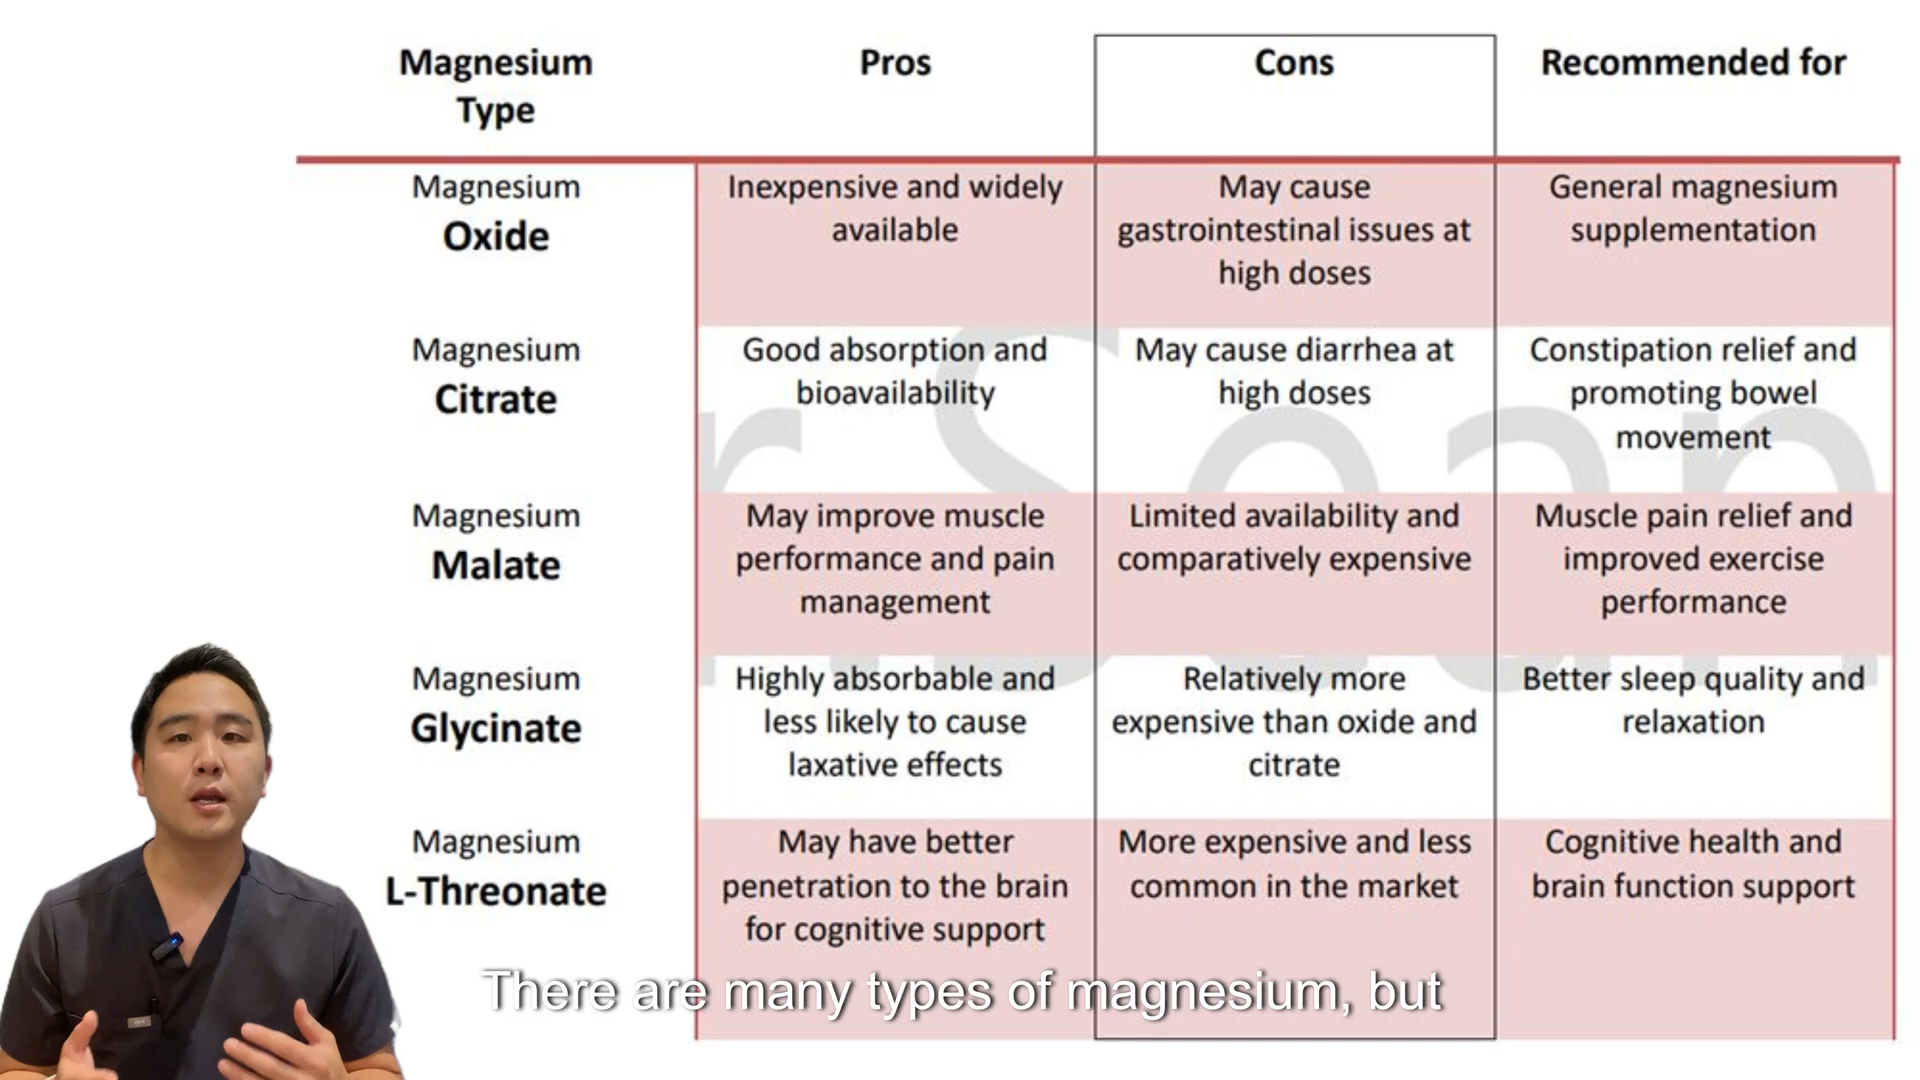 Magnesium
Type
Pros
Cons
Recommended for
Magnesium
Oxide
Inexpensive and widely
available
May cause
gastrointestinal issues at
high doses
General magnesium
supplementation
Magnesium
Citrate
Good absorption and
bioavailability
May cause diarrhea at
high doses
Constipation relief and
promoting bowel
movement
Magnesium
Malate
May improve muscle
performance and pain
management
Limited availability and
comparatively expensive
Muscle pain relief and
improved exercise
performance
Magnesium
Glycinate
Highly absorbable and
less likely to cause
laxative effects
Relatively more
expensive than oxide and
citrate
Better sleep quality and
relaxation
Magnesium
L-Threonate
May have better
penetration to the brain
for cognitive support
More expensive and less
common in the market
Cognitive health and
brain function support
r Sean
There are many types of magnesium, but